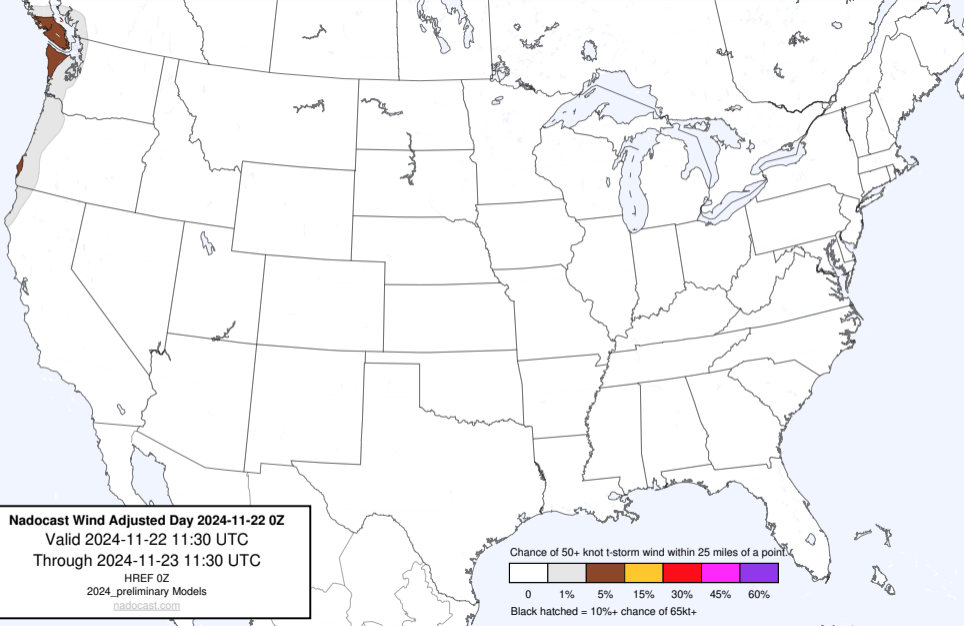 Nadocast Wind Adjusted Day 2024-11-22 0Z
Valid 2024-11-22 11:30 UTC
Through 2024-11-23 11:30 UTC
HREF 0Z
2024_preliminary Models
nadocast.com
Chance of 50+ knot t-storm wind within 25 miles of a point.
0 1% 5% 15% 30% 45% 60%
Black hatched = 10%+ chance of 65kt+